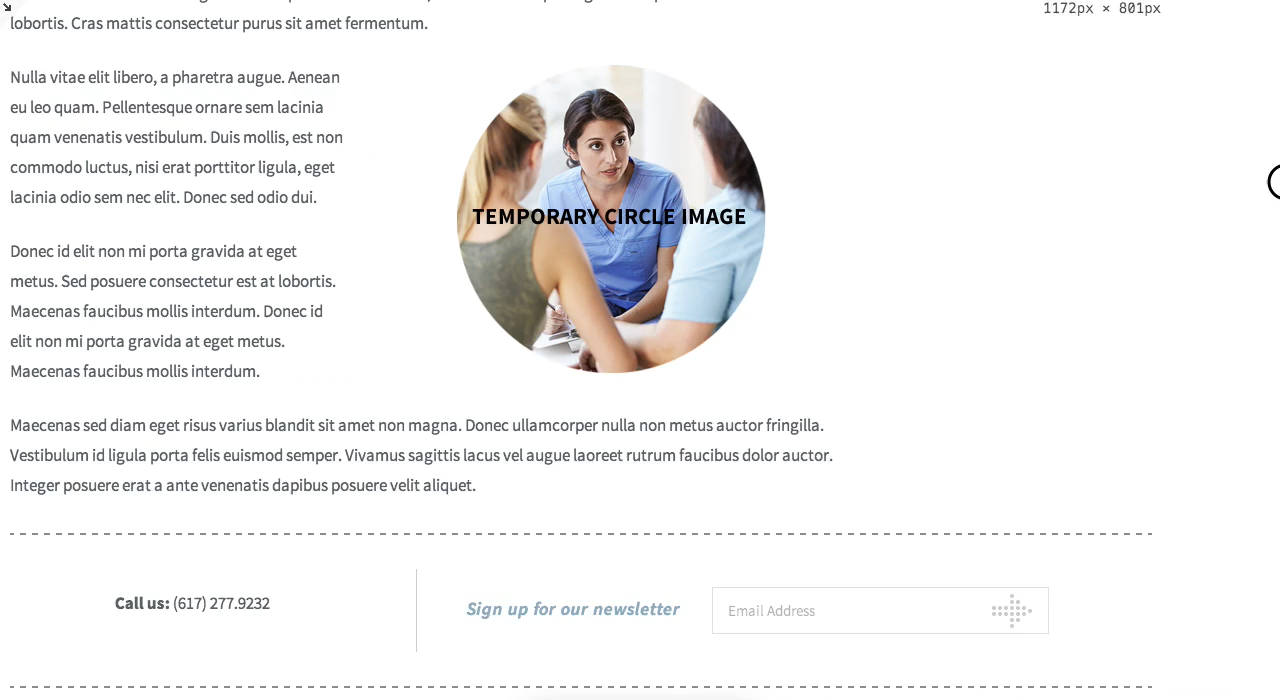 1172px × 801px
lobortis. Cras mattis consectetur purus sit amet fermentum.
Nulla vitae elit libero, a pharetra augue. Aenean
eu leo quam. Pellentesque ornare sem lacinia
quam venenatis vestibulum. Duis mollis, est non
commodo luctus, nisi erat porttitor ligula, eget
lacinia odio sem nec elit. Donec sed odio dui.
TEMPORARY CIRCLE IMAGE
Donec id elit non mi porta gravida at eget
metus. Sed posuere consectetur est at lobortis.
Maecenas faucibus mollis interdum. Donec id
elit non mi porta gravida at eget metus.
Maecenas faucibus mollis interdum.
Maecenas sed diam eget risus varius blandit sit amet non magna. Donec ullamcorper nulla non metus auctor fringilla.
Vestibulum id ligula porta felis euismod semper. Vivamus sagittis lacus vel augue laoreet rutrum faucibus dolor auctor.
Integer posuere erat a ante venenatis dapibus posuere velit aliquet.
Call us: (617) 277.9232
Sign up for our newsletter
Email Address